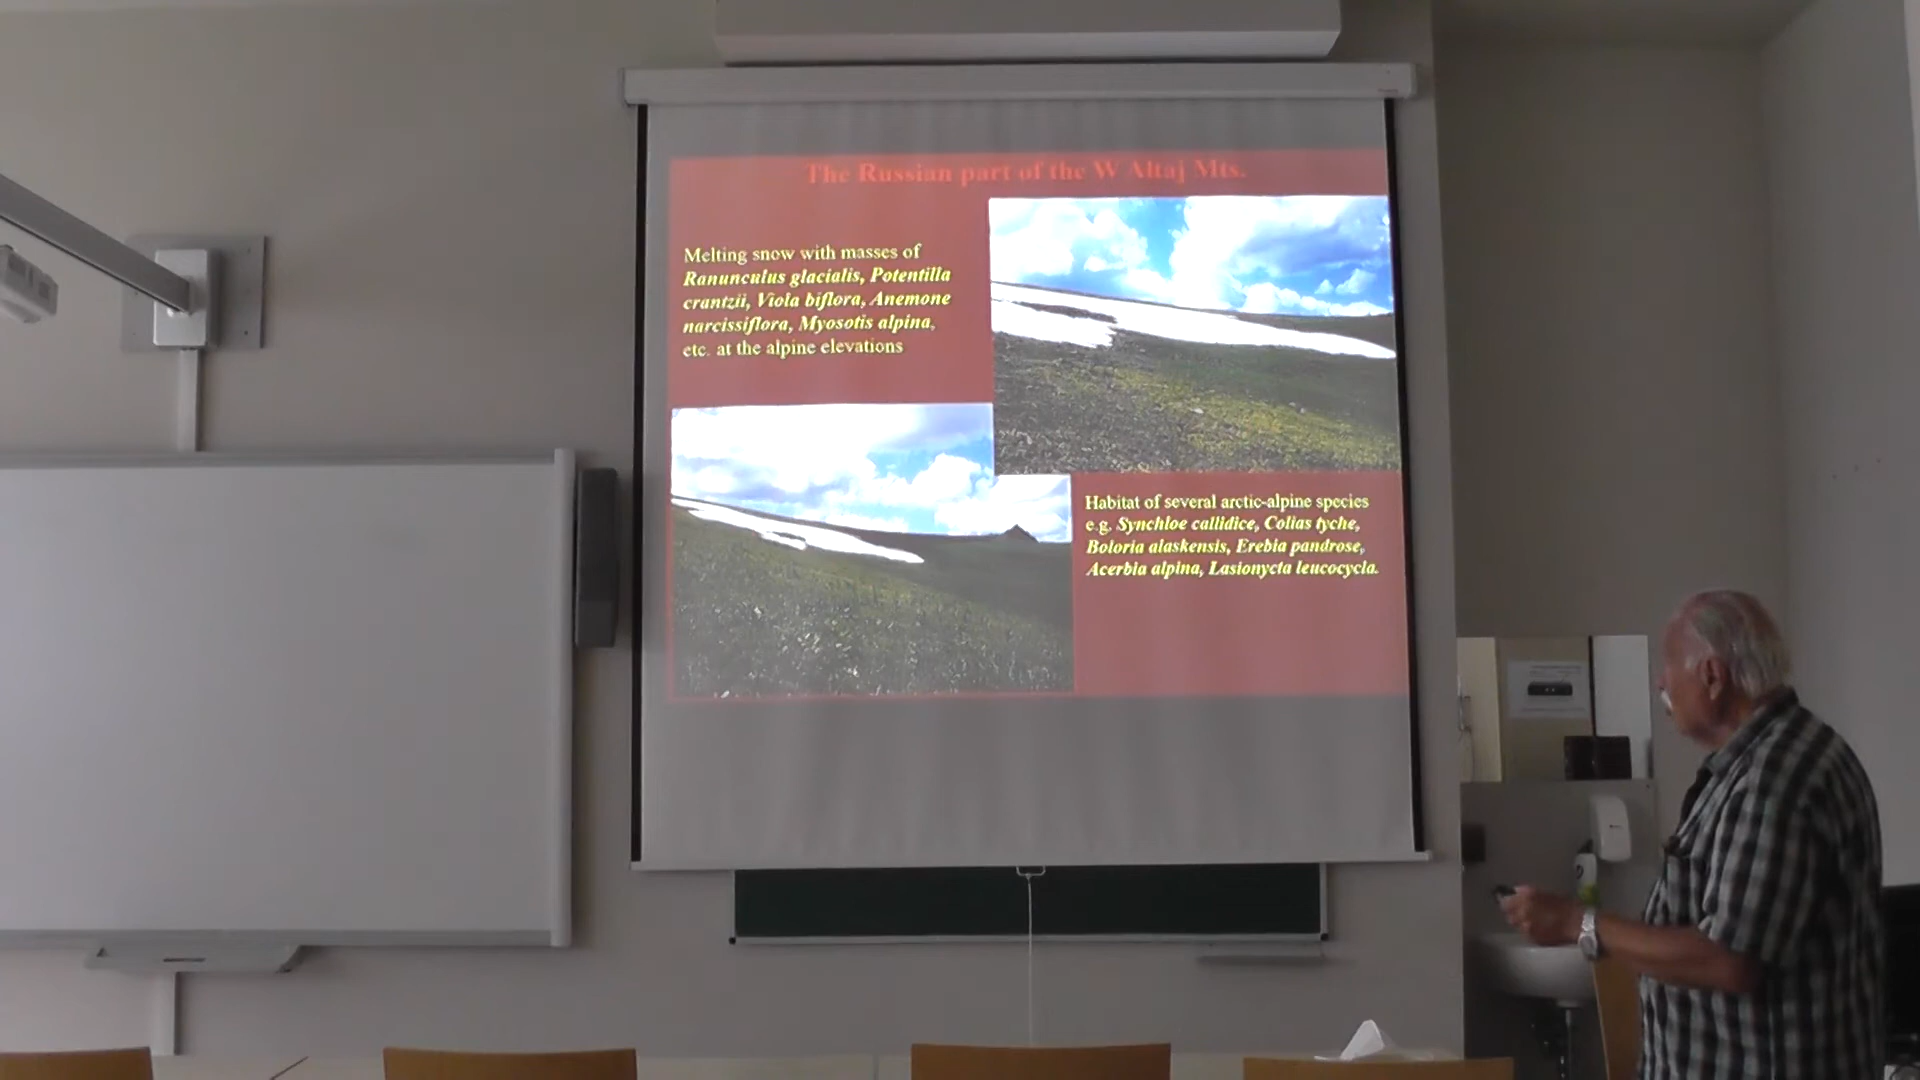 The Russian part of the W Altaj Mts.
Melting snow with masses of
Ranunculus glacialis, Potentilla
crantzii, Viola biflora, Anemone
narcissiflora, Myosotis alpina,
etc. at the alpine elevations
Habitat of several arctic-alpine species
e.g. Synchloe callidice, Colias tyche,
Boloria alaskensis, Erebia pandrose,
Acerbia alpina, Lasionycta leucocycla.